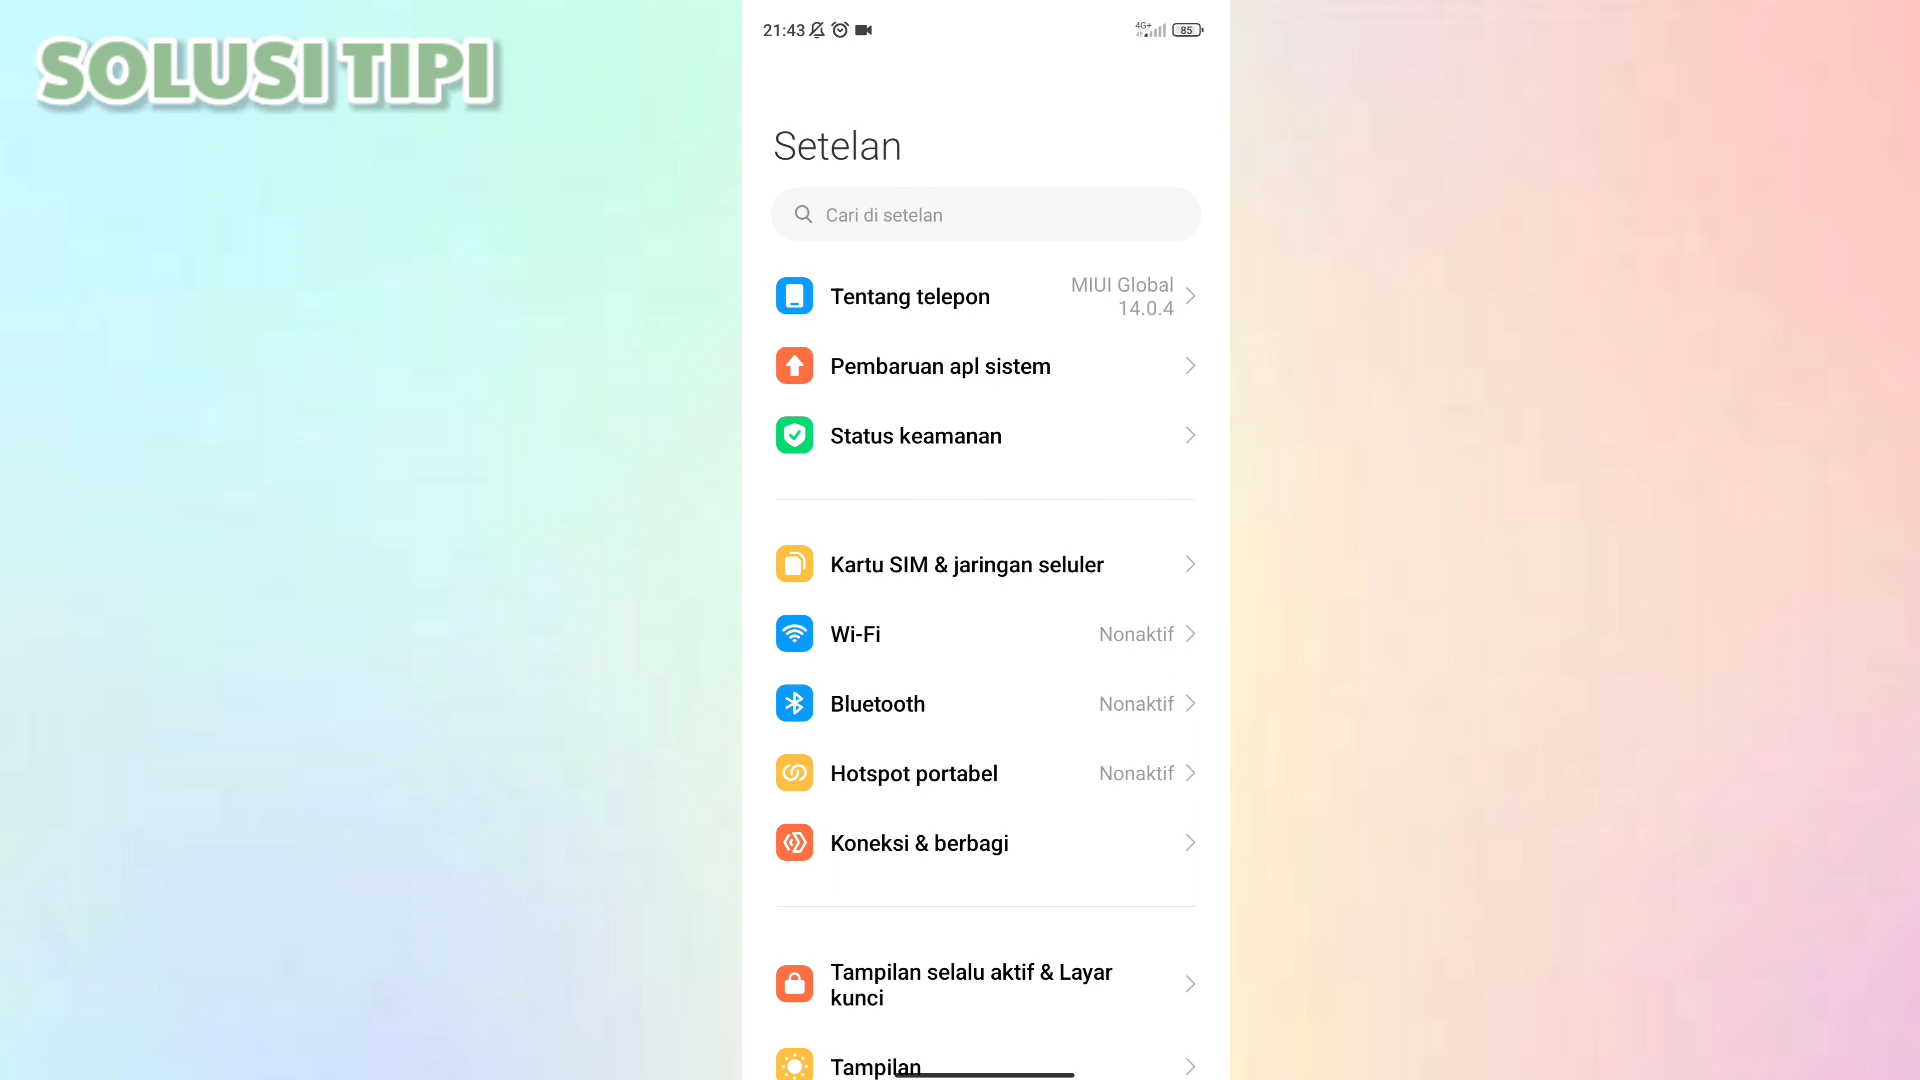 SOLUSI TIPI
21:43
4G+
85
Setelan
Cari di setelan
Tentang telepon
MIUI Global
14.0.4
Pembaruan apl sistem
Status keamanan
Kartu SIM & jaringan seluler
Wi-Fi
Nonaktif
Bluetooth
Nonaktif
Hotspot portabel
Nonaktif
Koneksi & berbagi
Tampilan selalu aktif & Layar
kunci
Tampilan